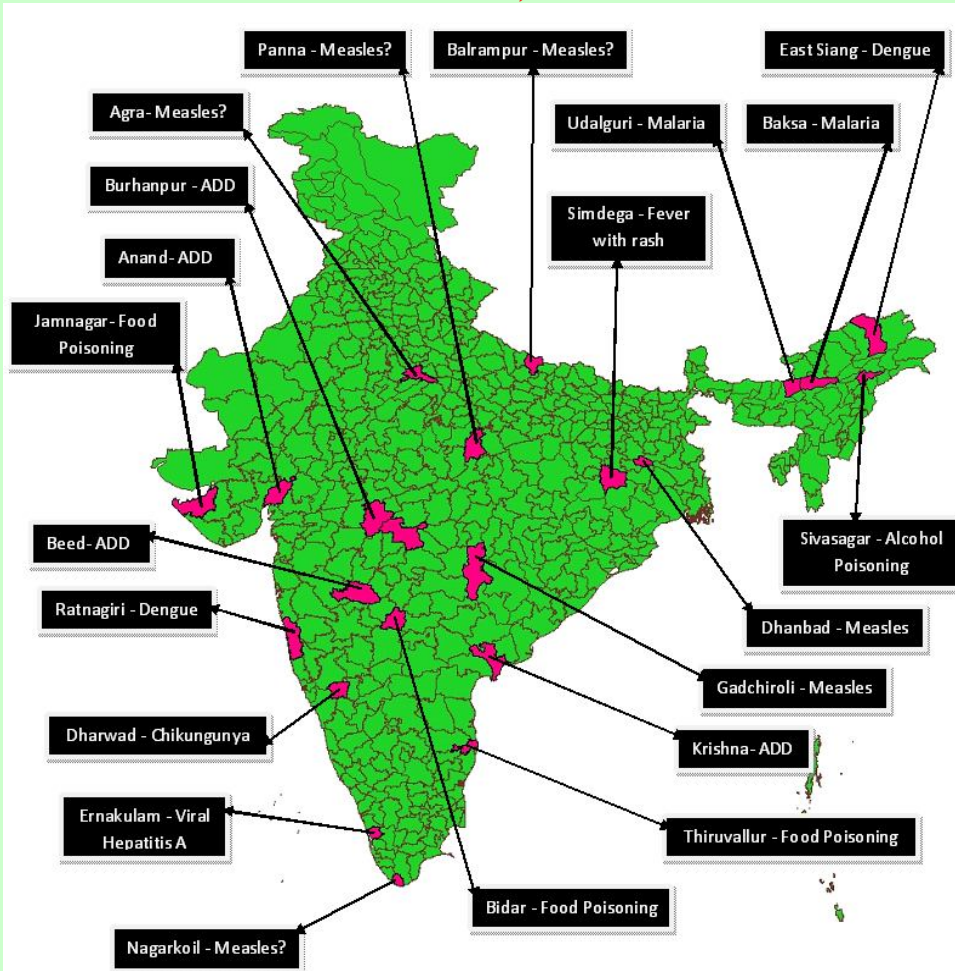 Panna - Measles?
Balrampur - Measles?
East Siang - Dengue
Agra- Measles?
Udalguri - Malaria
Baksa - Malaria
Burhanpur - ADD
Simdega - Fever
with rash
Anand- ADD
Jamnagar- Food
Poisoning
Beed- ADD
Sivasagar - Alcohol
Poisoning
Ratnagiri - Dengue
Dhanbad - Measles
Gadchiroli - Measles
Dharwad - Chikungunya
Krishna- ADD
Ernakulam - Viral
Hepatitis A
Thiruvallur - Food Poisoning
Bidar - Food Poisoning
Nagarkoil - Measles?